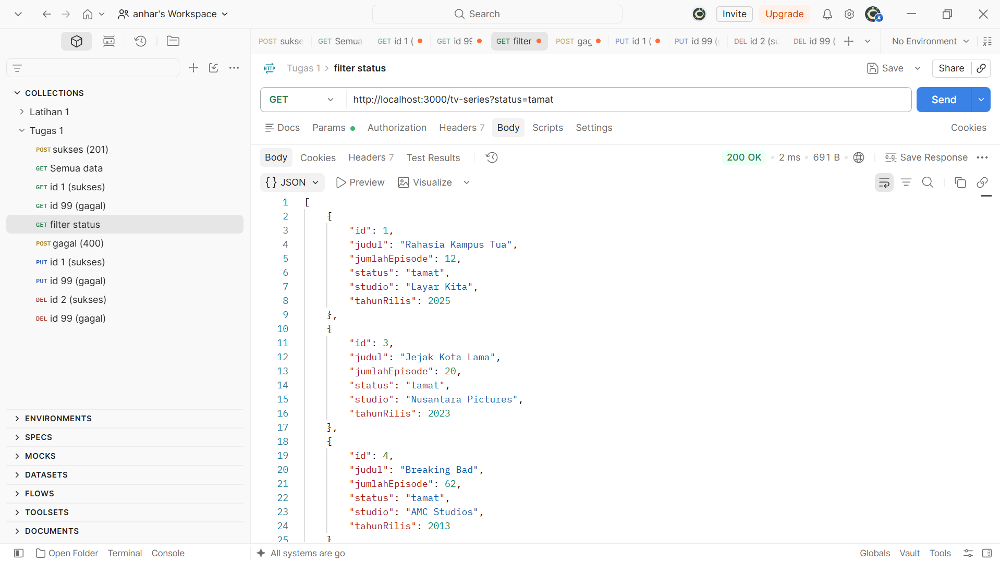 anhar's Workspace
Search
Invite
Upgrade
POST sukse
GET Semua
GET id 1 (
GET id 99
GET filter
POST gag
PUT id 1 (
PUT id 99 (
DEL id 2 (su
DEL id 99 (
No Environment
COLLECTIONS
Latihan 1
Tugas 1
POST sukses (201)
GET Semua data
GET id 1 (sukses)
GET id 99 (gagal)
GET filter status
POST gagal (400)
PUT id 1 (sukses)
PUT id 99 (gagal)
DEL id 2 (sukses)
DEL id 99 (gagal)
ENVIRONMENTS
SPECS
MOCKS
DATASETS
FLOWS
TOOLSETS
DOCUMENTS
HTTP Tugas 1 > filter status
Save
Share
GET http://localhost:3000/tv-series?status=tamat
Send
Docs Params Authorization Headers 7 Body Scripts Settings Cookies
Body Cookies Headers 7 Test Results
200 OK • 2 ms • 691 B • e.g. Save Response
{} JSON Preview Visualize
1 [
2 {
3 "id": 1,
4 "judul": "Rahasia Kampus Tua",
5 "jumlahEpisode": 12,
6 "status": "tamat",
7 "studio": "Layar Kita",
8 "tahunRilis": 2025
9 },
10 {
11 "id": 3,
12 "judul": "Jejak Kota Lama",
13 "jumlahEpisode": 20,
14 "status": "tamat",
15 "studio": "Nusantara Pictures",
16 "tahunRilis": 2023
17 },
18 {
19 "id": 4,
20 "judul": "Breaking Bad",
21 "jumlahEpisode": 62,
22 "status": "tamat",
23 "studio": "AMC Studios",
24 "tahunRilis": 2013
25 }
Open Folder Terminal Console
All systems are go
Globals Vault Tools